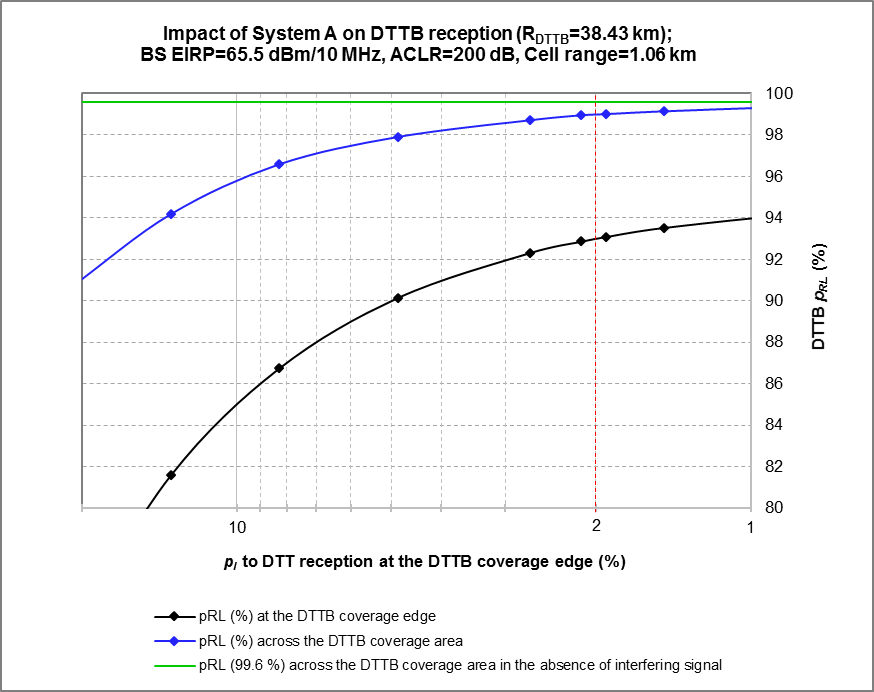 Impact of System A on DTTB reception (RDTTB=38.43 km);
BS EIRP=65.5 dBm/10 MHz, ACLR=200 dB, Cell range=1.06 km
100
98
96
94
92
90
88
86
84
82
80
DTTB pRL (%)
10
2
1
pI to DTT reception at the DTTB coverage edge (%)
pRL (%) at the DTTB coverage edge
pRL (%) across the DTTB coverage area
pRL (99.6 %) across the DTTB coverage area in the absence of interfering signal